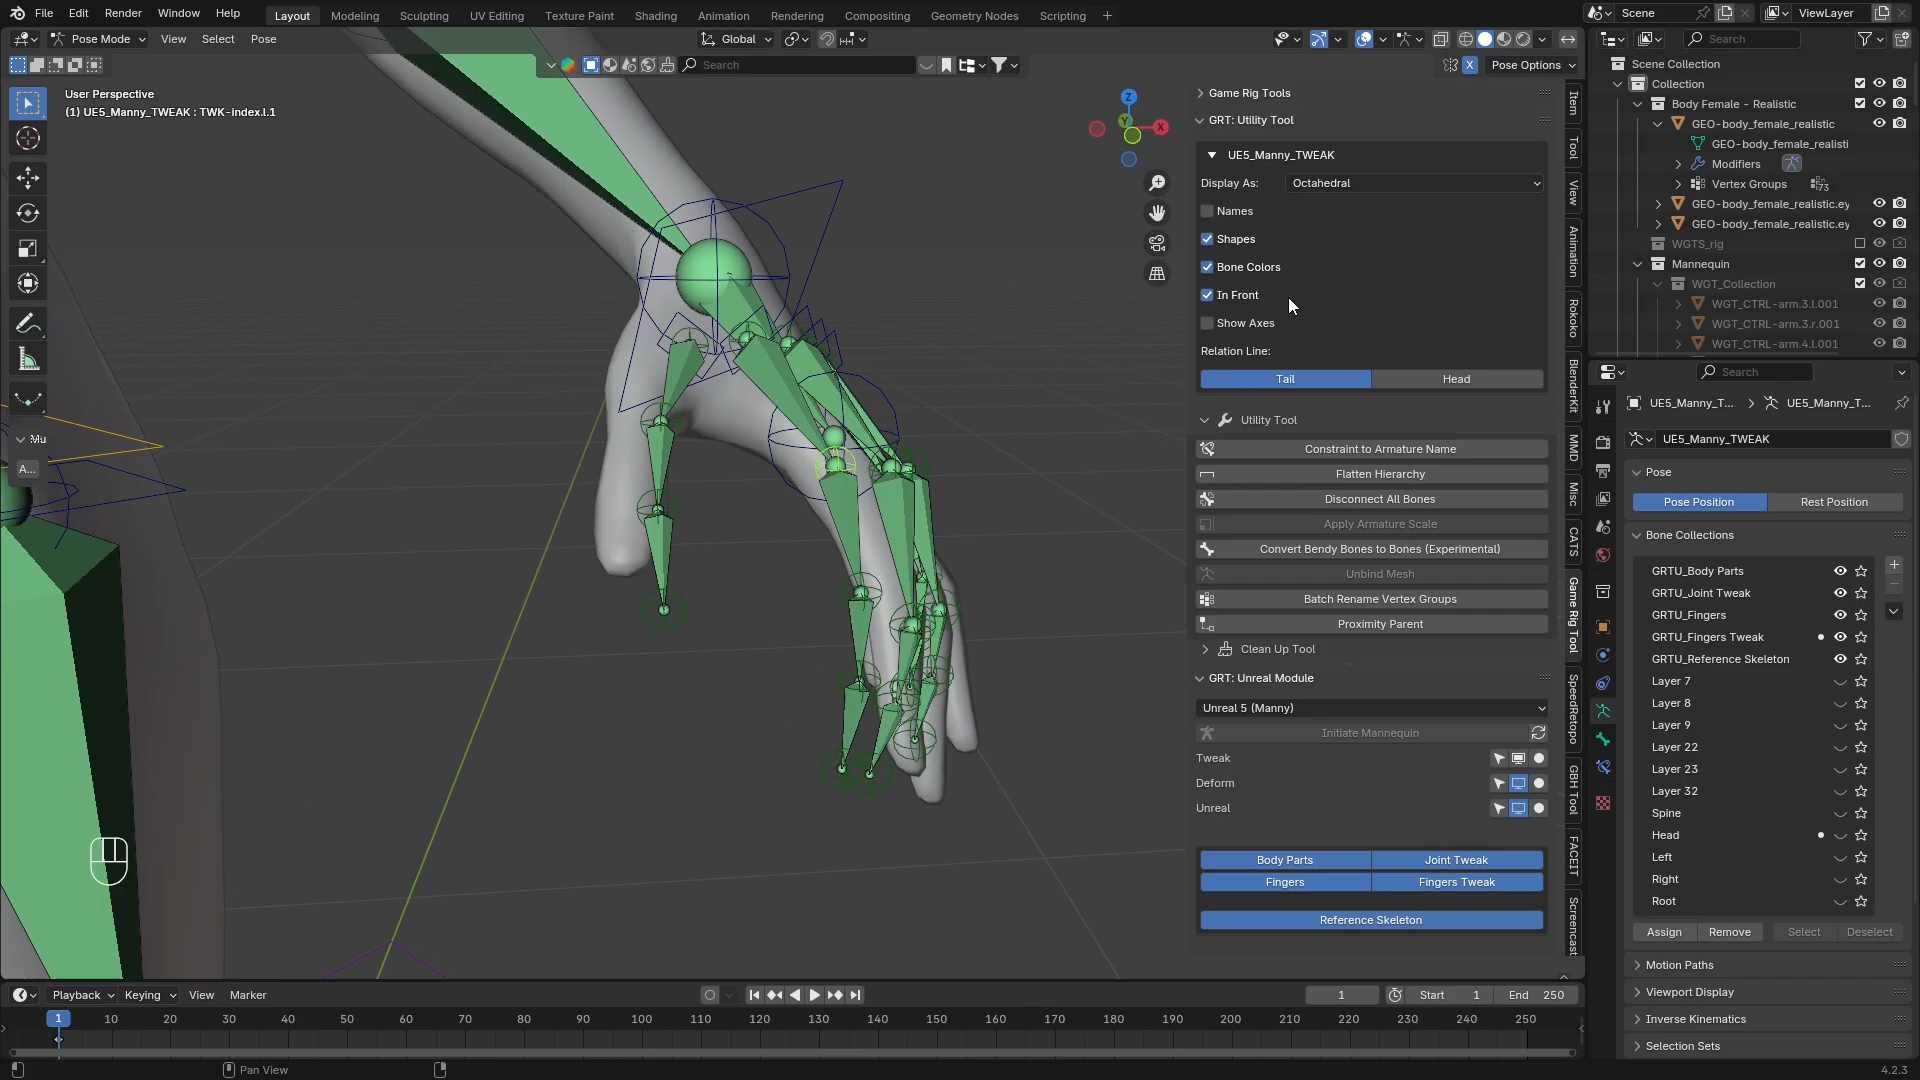 File Edit Render Window Help
Layout Modeling Sculpting UV Editing Texture Paint Shading Animation Rendering Compositing Geometry Nodes Scripting +
Scene
ViewLayer
Pose Mode View Select Pose
Global
Search
Search
Pose Options
User Perspective
(1) UE5_Manny_TWEAK : TWK-index.l.1
Z
Y
X
Mu
A...
Game Rig Tools
GRT: Utility Tool
UE5_Manny_TWEAK
Display As: Octahedral
Names
Shapes
Bone Colors
In Front
Show Axes
Relation Line:
Tail Head
Utility Tool
Constraint to Armature Name
Flatten Hierarchy
Disconnect All Bones
Apply Armature Scale
Convert Bendy Bones to Bones (Experimental)
Unbind Mesh
Batch Rename Vertex Groups
Proximity Parent
Clean Up Tool
GRT: Unreal Module
Unreal 5 (Manny)
Initiate Mannequin
Tweak
Deform
Unreal
Body Parts Joint Tweak
Fingers Fingers Tweak
Reference Skeleton
Item
Tool
View
Animation
Rokoko
BlenderKit
MMD
Misc
CATS
Game Rig Tool
SpeedRetopo
GBH Tool
FACEIT
Screencast
Scene Collection
Collection
Body Female - Realistic
GEO-body_female_realistic
GEO-body_female_realisti
Modifiers
Vertex Groups 73
GEO-body_female_realistic.ey
GEO-body_female_realistic.ey
WGTS_rig
Mannequin
WGT_Collection
WGT_CTRL-arm.3.l.001
WGT_CTRL-arm.3.r.001
WGT_CTRL-arm.4.l.001
Search
UE5_Manny_T... > UE5_Manny_T...
UE5_Manny_TWEAK
Pose
Pose Position Rest Position
Bone Collections
GRTU_Body Parts
GRTU_Joint Tweak
GRTU_Fingers
GRTU_Fingers Tweak
GRTU_Reference Skeleton
Layer 7
Layer 8
Layer 9
Layer 22
Layer 23
Layer 32
Spine
Head
Left
Right
Root
Assign Remove Select Deselect
Motion Paths
Viewport Display
Inverse Kinematics
Selection Sets
Playback Keying View Marker
1 Start 1 End 250
1 10 20 30 40 50 60 70 80 90 100 110 120 130 140 150 160 170 180 190 200 210 220 230 240 250
Pan View
4.2.3